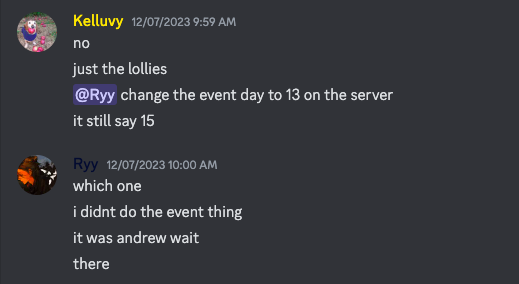 Kelluvy 12/07/2023 9:59 AM
no
just the lollies
@Ryy change the event day to 13 on the server
it still say 15
Ryy 12/07/2023 10:00 AM
which one
i didnt do the event thing
it was andrew wait
there